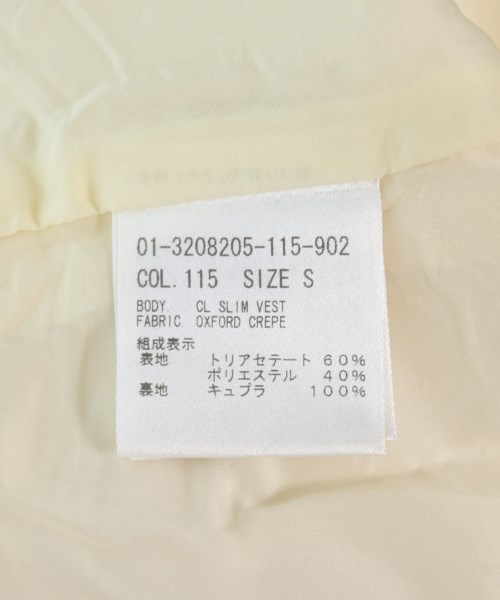 01-3208205-115-902
COL.115 SIZE S
BODY. CL SLIM VEST
FABRIC OXFORD CREPE
組成表示
表地 トリアセテート 60%
ポリエステル 40%
裏地 キュプラ 100%